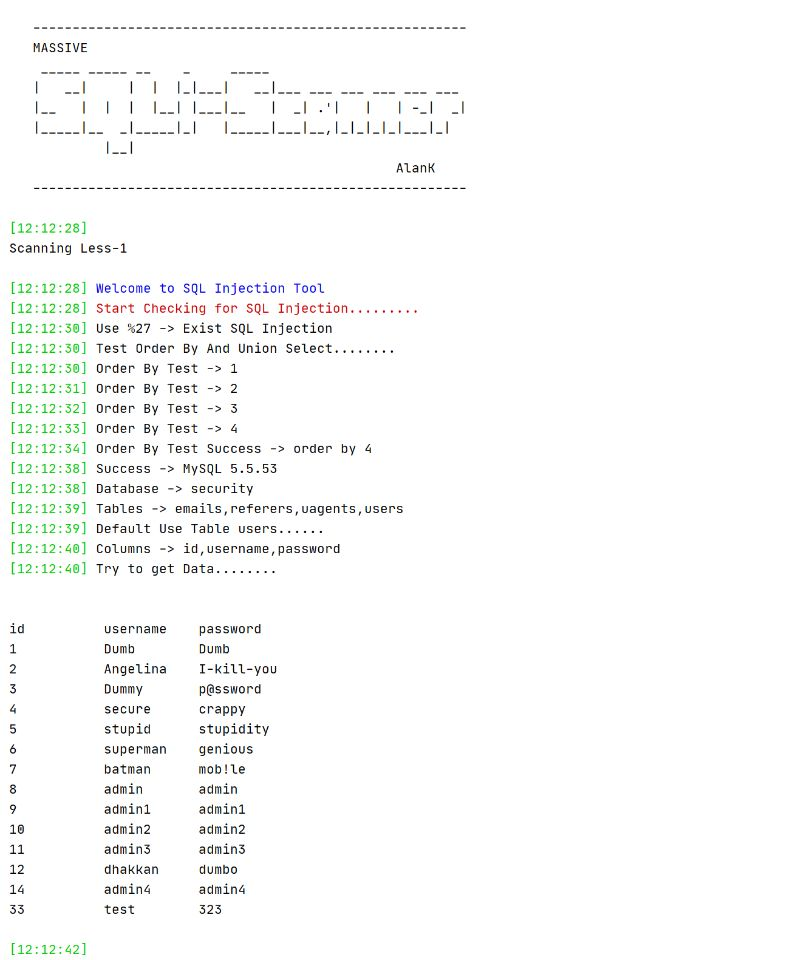 -------------------------------------------------------
MASSIVE
 _____ _____ __    _     _____
|   __|     |  |  |_|___|   __|___ ___ ___ ___ ___ ___
|__   |  |  |  |__| |___|__   |  _| .'|   |   | -_|  _|
|_____|__  _|_____|_|   |_____|___|__,|_|_|_|_|___|_|
         |__|
AlanK
-------------------------------------------------------
[12:12:28]
Scanning Less-1
[12:12:28] Welcome to SQL Injection Tool
[12:12:28] Start Checking for SQL Injection.........
[12:12:30] Use %27 -> Exist SQL Injection
[12:12:30] Test Order By And Union Select........
[12:12:30] Order By Test -> 1
[12:12:31] Order By Test -> 2
[12:12:32] Order By Test -> 3
[12:12:33] Order By Test -> 4
[12:12:34] Order By Test Success -> order by 4
[12:12:38] Success -> MySQL 5.5.53
[12:12:38] Database -> security
[12:12:39] Tables -> emails,referers,uagents,users
[12:12:39] Default Use Table users......
[12:12:40] Columns -> id,username,password
[12:12:40] Try to get Data........
id username password
1 Dumb Dumb
2 Angelina I-kill-you
3 Dummy p@ssword
4 secure crappy
5 stupid stupidity
6 superman genious
7 batman mob!le
8 admin admin
9 admin1 admin1
10 admin2 admin2
11 admin3 admin3
12 dhakkan dumbo
14 admin4 admin4
33 test 323
[12:12:42]